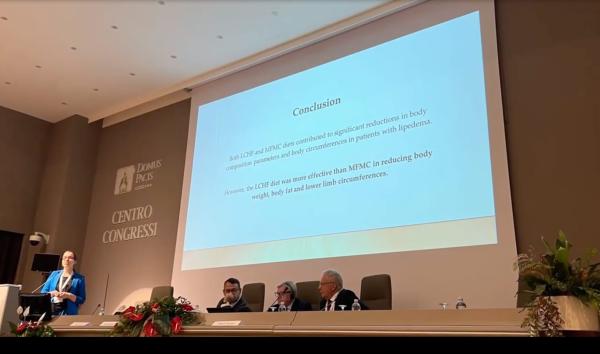 Conclusion
Both LCHF and MFMC diets contributed to significant reductions in body
composition parameters and body circumferences in patients with lipedema.
However, the LCHF diet was more effective than MFMC in reducing body
weight, body fat and lower limb circumferences.
DOMUS
PACIS
CENTRO
CONGRESSI